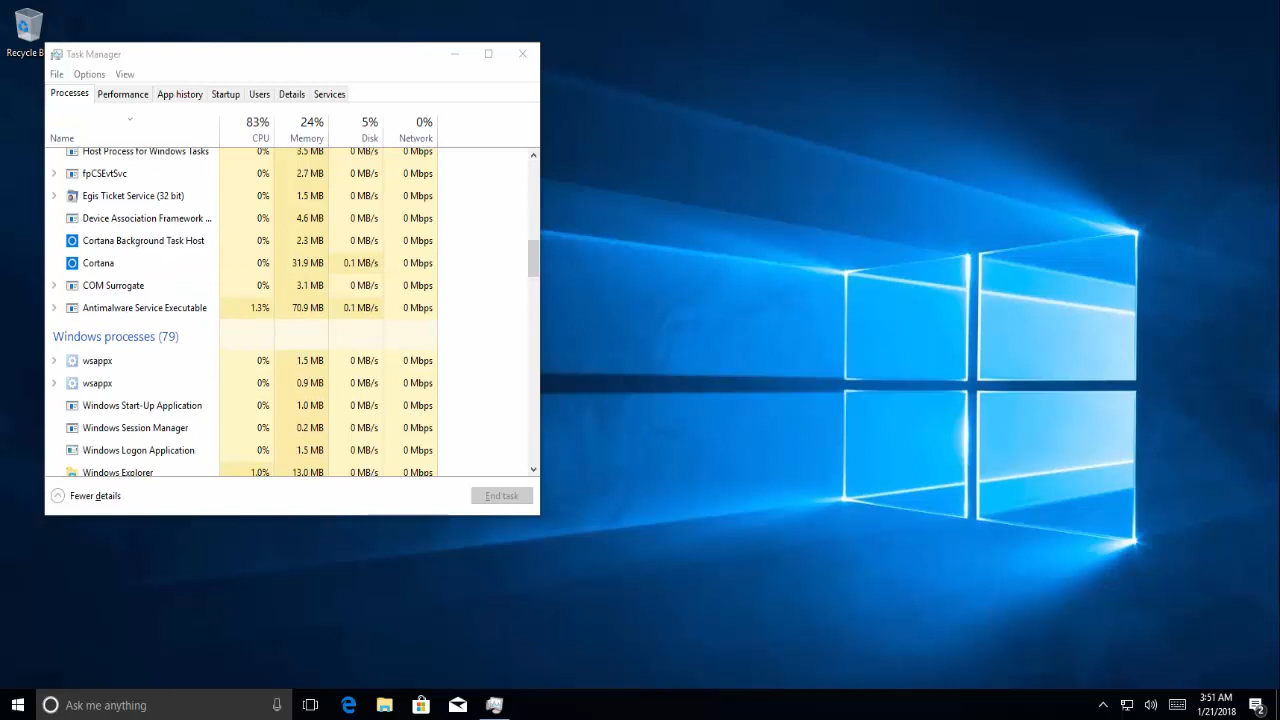 Recycle B
Task Manager
File Options View
Processes Performance App history Startup Users Details Services
83% 24% 5% 0%
Name CPU Memory Disk Network
Host Process for Windows Tasks 0% 3.5 MB 0 MB/s 0 Mbps
fpCSEvtSvc 0% 2.7 MB 0 MB/s 0 Mbps
Egis Ticket Service (32 bit) 0% 1.5 MB 0 MB/s 0 Mbps
Device Association Framework ... 0% 4.6 MB 0 MB/s 0 Mbps
Cortana Background Task Host 0% 2.3 MB 0 MB/s 0 Mbps
Cortana 0% 31.9 MB 0.1 MB/s 0 Mbps
COM Surrogate 0% 3.1 MB 0 MB/s 0 Mbps
Antimalware Service Executable 1.3% 70.9 MB 0.1 MB/s 0 Mbps
Windows processes (79)
wsappx 0% 1.5 MB 0 MB/s 0 Mbps
wsappx 0% 0.9 MB 0 MB/s 0 Mbps
Windows Start-Up Application 0% 1.0 MB 0 MB/s 0 Mbps
Windows Session Manager 0% 0.2 MB 0 MB/s 0 Mbps
Windows Logon Application 0% 1.5 MB 0 MB/s 0 Mbps
Windows Explorer 1.0% 13.0 MB 0 MB/s 0 Mbps
Fewer details End task
Ask me anything
3:51 AM
1/21/2018
2